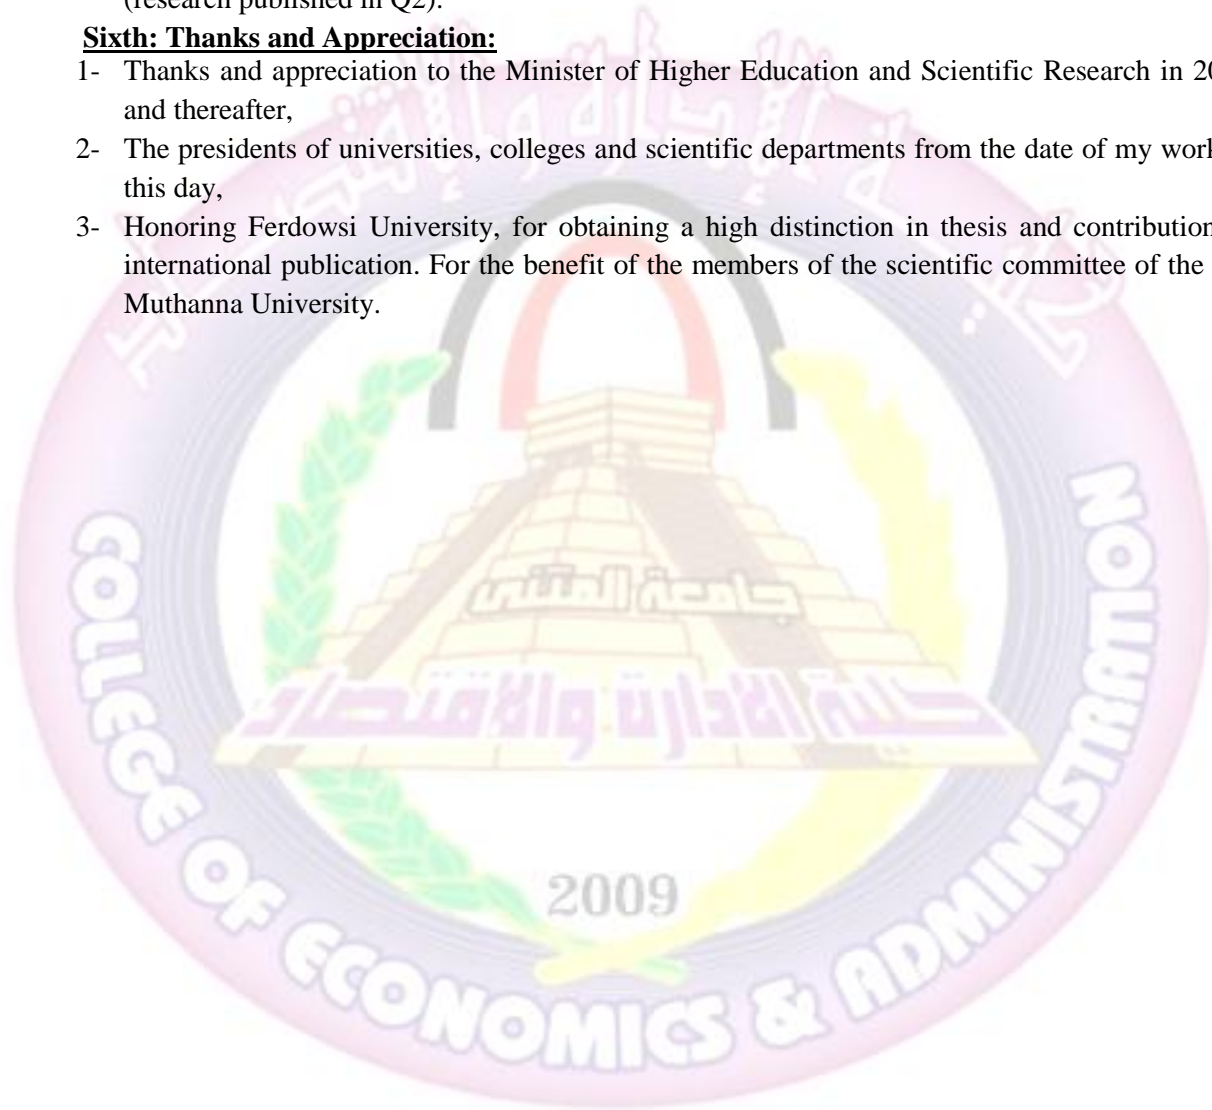 (research published in Q2).
Sixth: Thanks and Appreciation:
1- Thanks and appreciation to the Minister of Higher Education and Scientific Research in
and thereafter,
2- The presidents of universities, colleges and scientific departments from the date of my work
this day,
3- Honoring Ferdowsi University, for obtaining a high distinction in thesis and contribution
international publication. For the benefit of the members of the scientific committee of the
Muthanna University.
كلية الإدارة والاقتصاد
جامعة المثنى
كلية الادارة والاقتصاد
2009
COLLEGE OF ECONOMICS & ADMINISTRATION